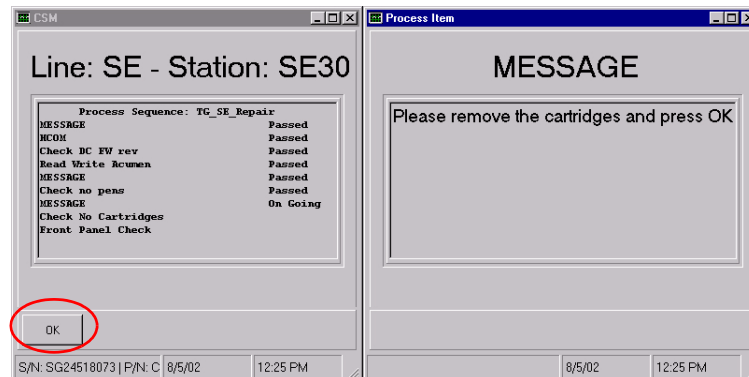 CSM
Line: SE - Station: SE30
Process Sequence: TG_SE_Repair
MESSAGE Passed
HCOM Passed
Check DC FW rev Passed
Read Write Acumen Passed
MESSAGE Passed
Check no pens Passed
MESSAGE On Going
Check No Cartridges
Front Panel Check
OK
S/N: SG24518073 | P/N: C 8/5/02 12:25 PM
Process Item
MESSAGE
Please remove the cartridges and press OK
8/5/02 12:25 PM